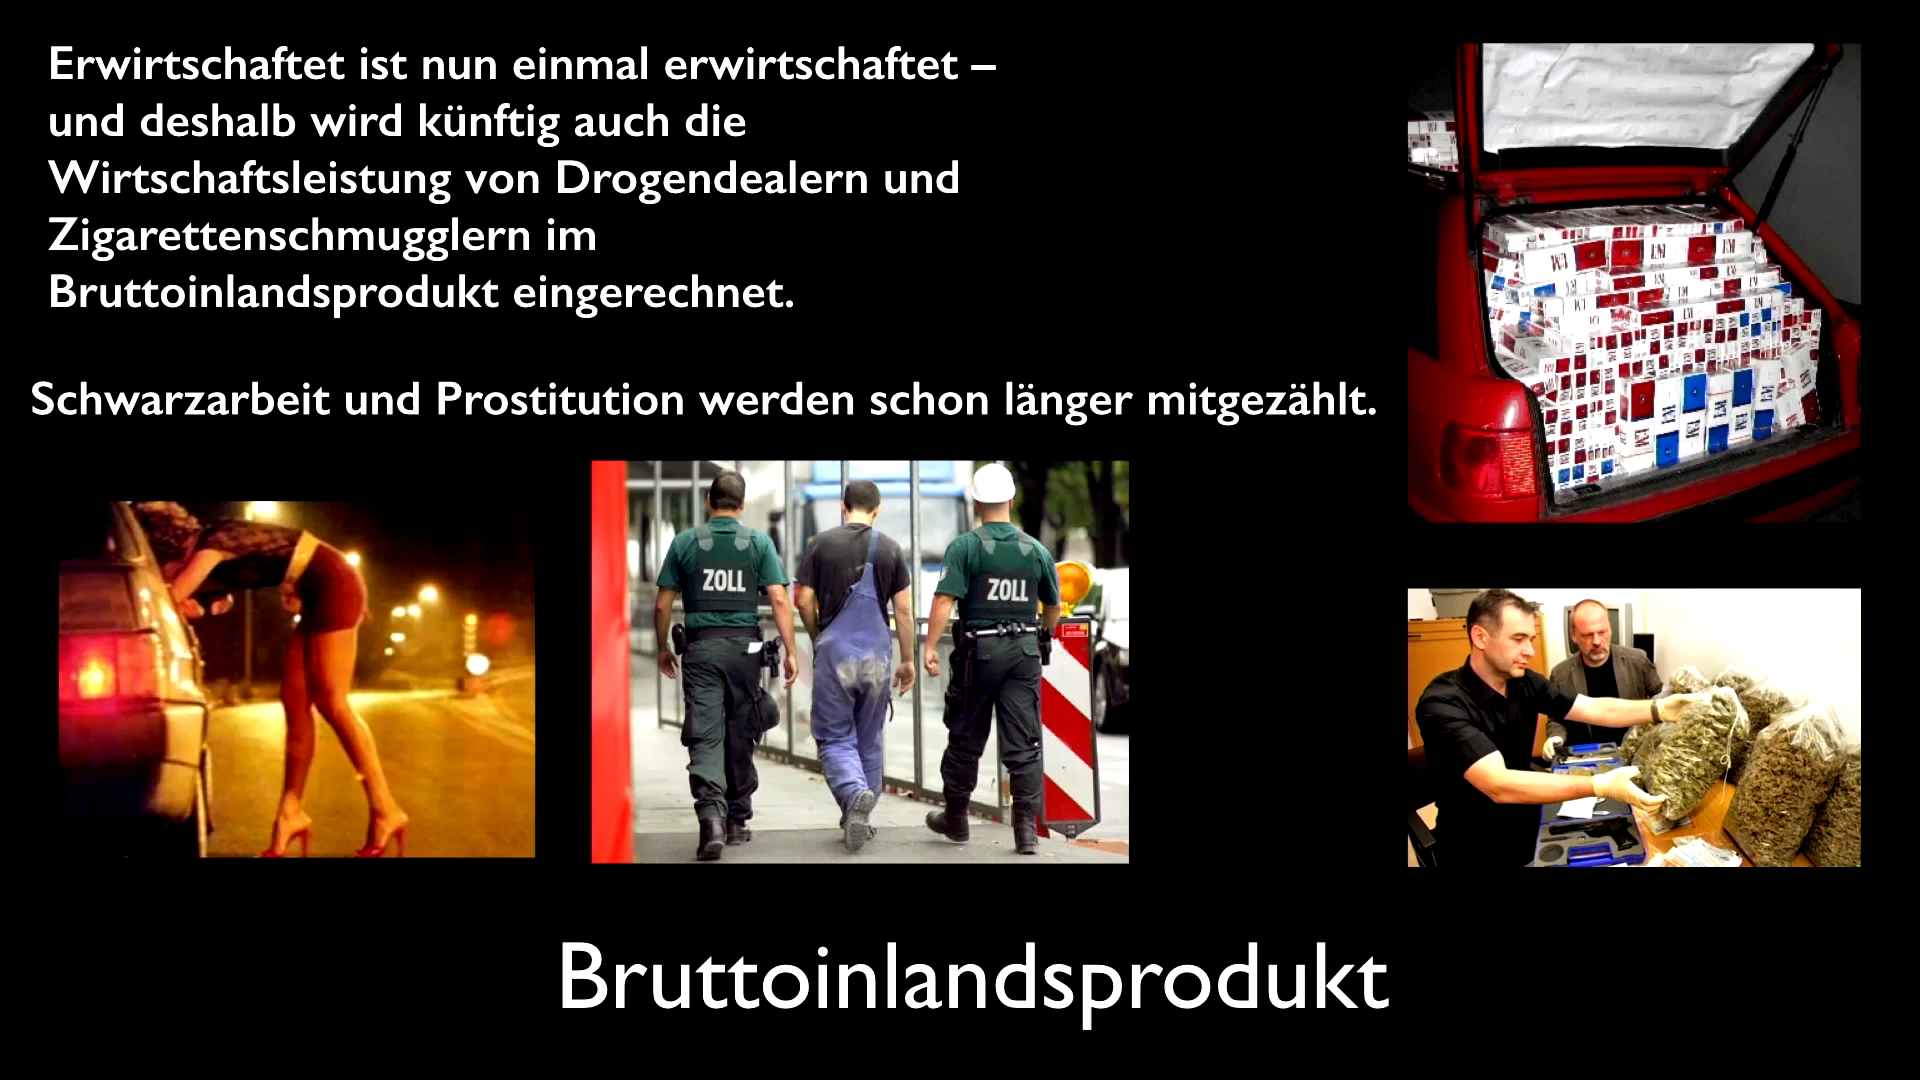 Erwirtschaftet ist nun einmal erwirtschaftet –
und deshalb wird künftig auch die
Wirtschaftsleistung von Drogendealern und
Zigarettenschmugglern im
Bruttoinlandsprodukt eingerechnet.
Schwarzarbeit und Prostitution werden schon länger mitgezählt.
ZOLL
ZOLL
Bruttoinlandsprodukt